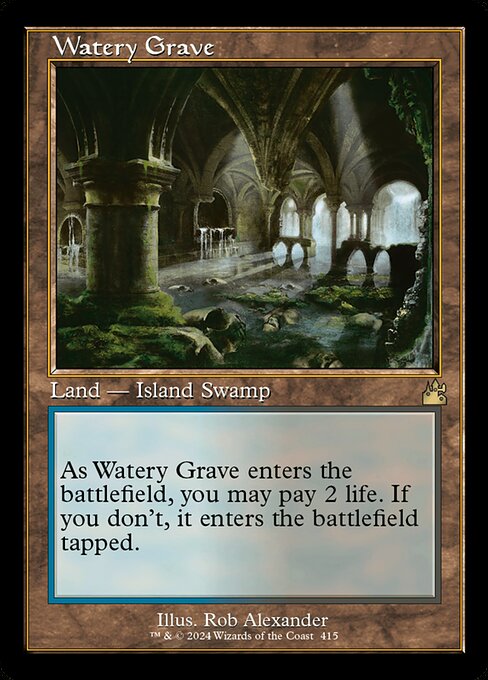 Watery Grave
Land — Island Swamp
As Watery Grave enters the
battlefield, you may pay 2 life. If
you don't, it enters the battlefield
tapped.
Illus. Rob Alexander
™ & © 2024 Wizards of the Coast 415